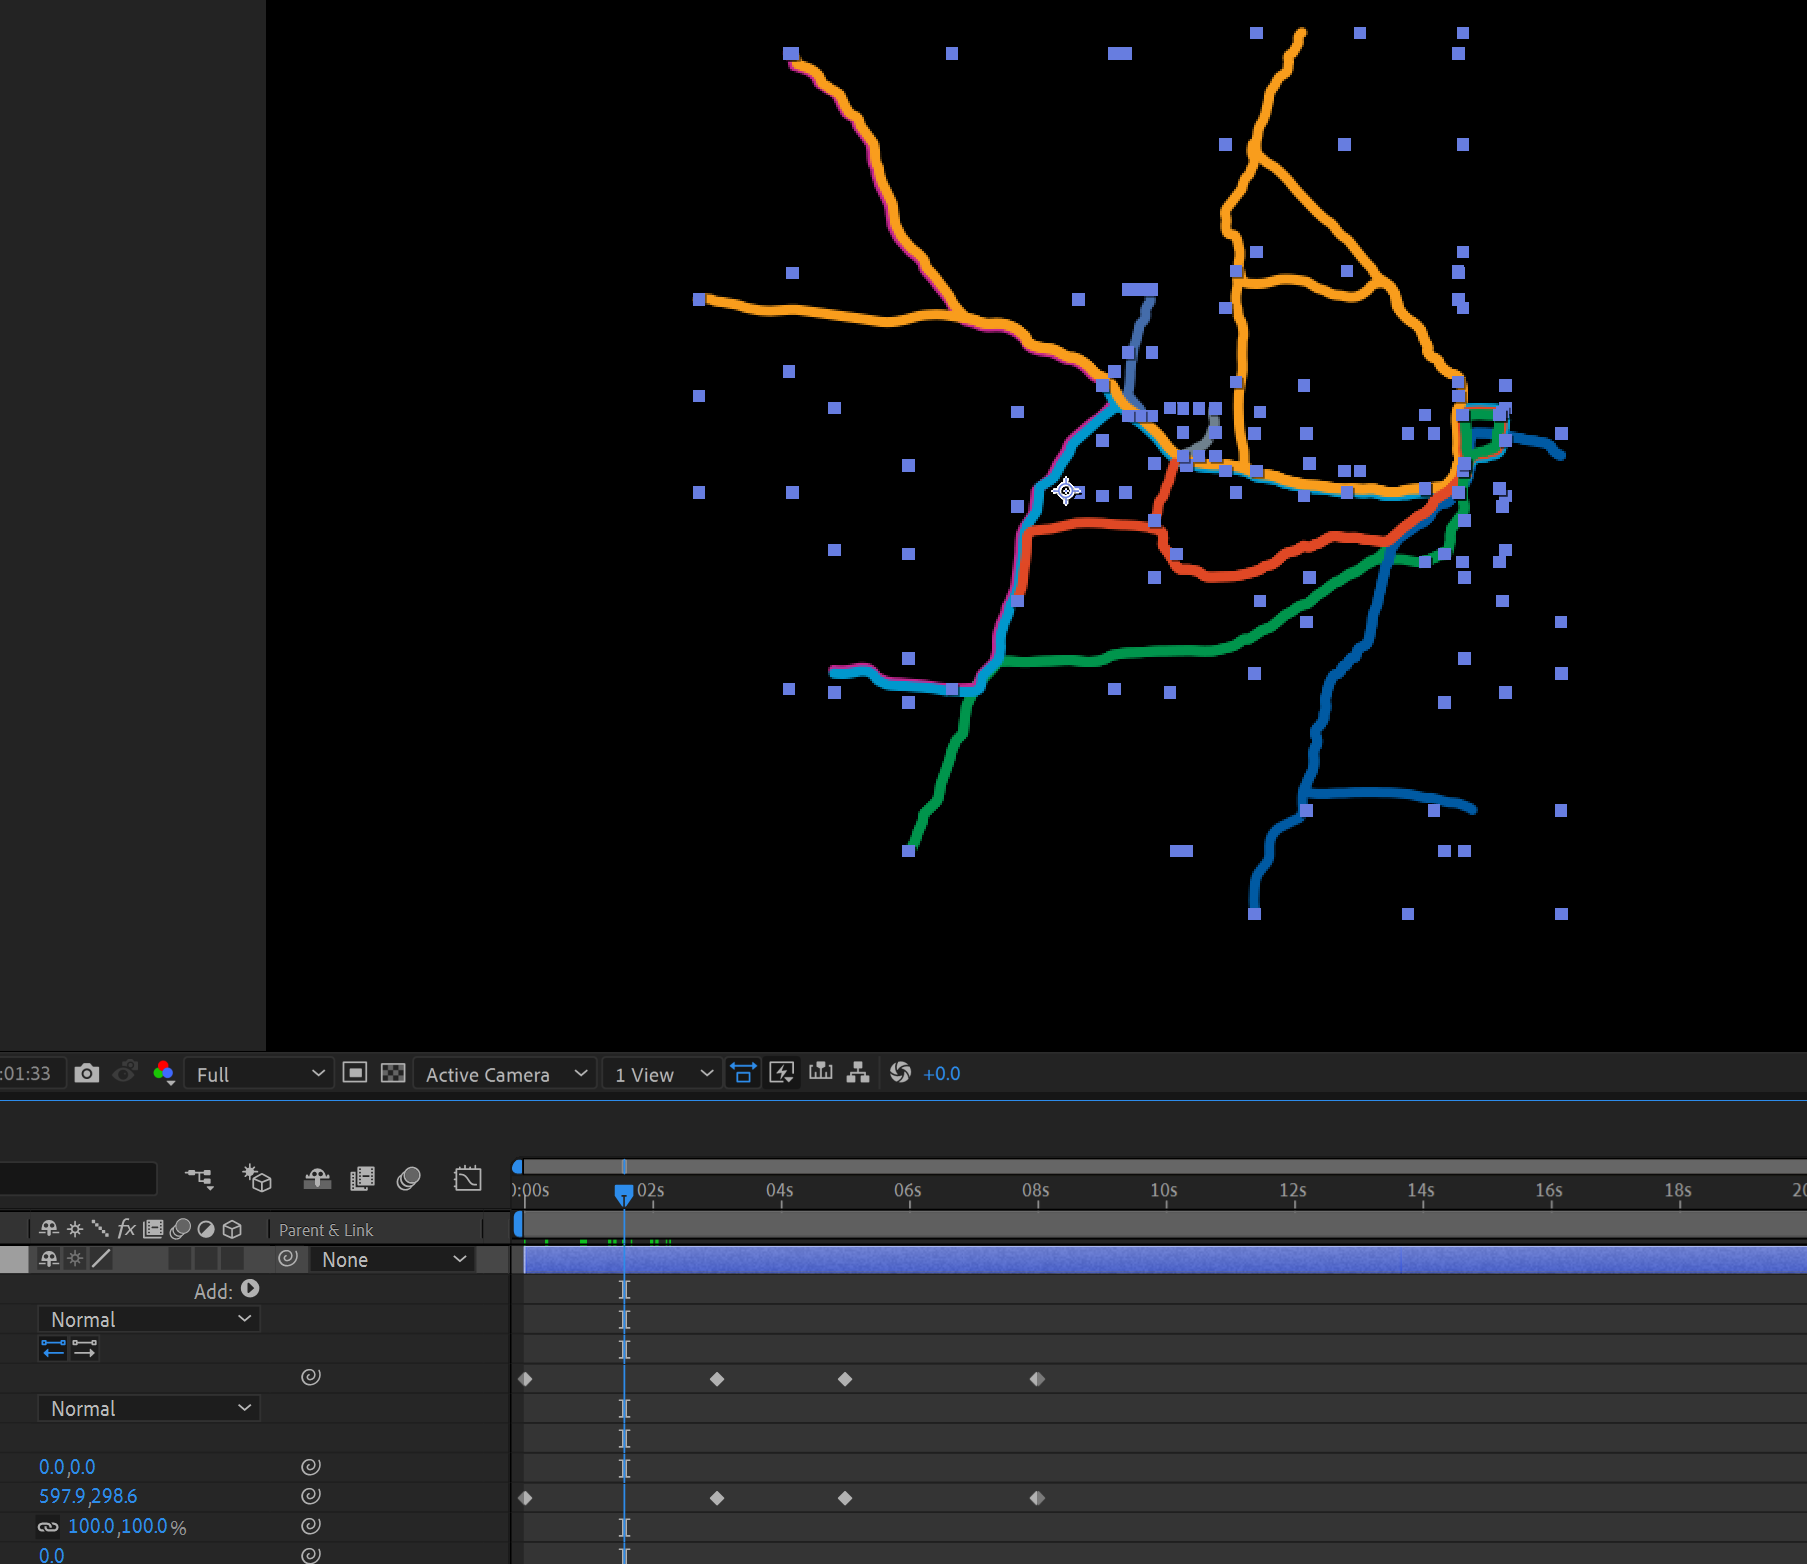 :01:33 Full Active Camera 1 View +0.0
0:00s 02s 04s 06s 08s 10s 12s 14s 16s 18s 20
fx Parent & Link
None
Add:
Normal
Normal
0.0,0.0
597.9,298.6
100.0,100.0%
0.0